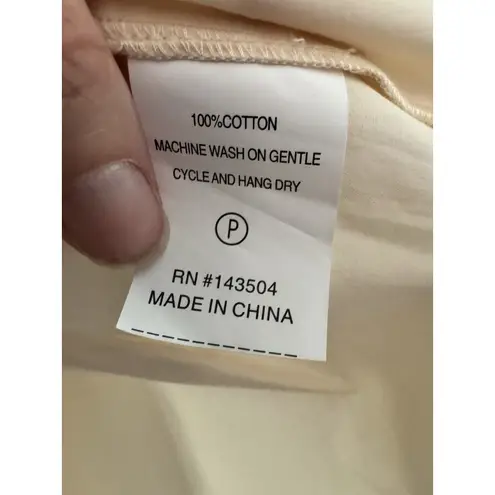 100%COTTON
MACHINE WASH ON GENTLE
CYCLE AND HANG DRY
P
RN #143504
MADE IN CHINA